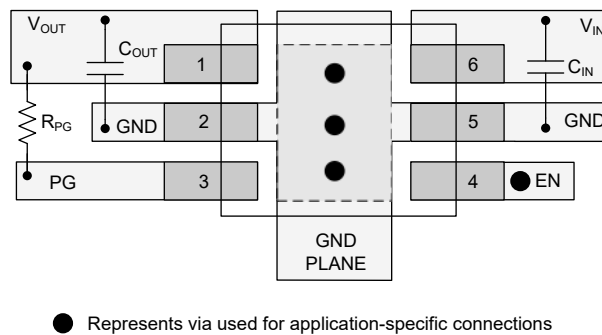 VOUT
VIN
COUT
1
6
CIN
RPG
GND
2
5
GND
PG
3
4
EN
GND
PLANE
Represents via used for application-specific connections